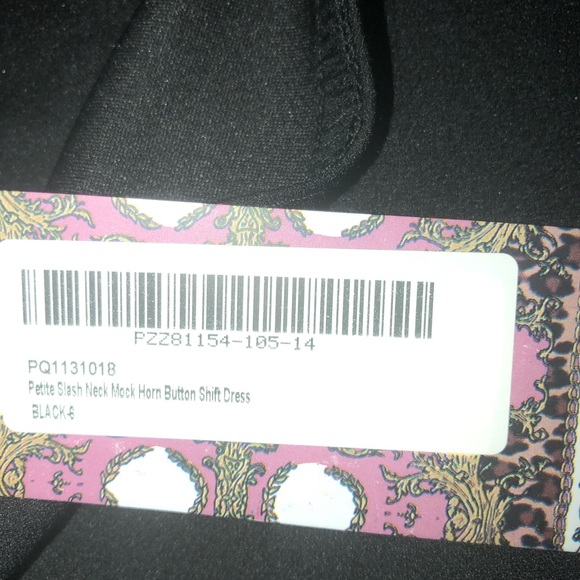 PZZ81154-105-14
PQ1131018
Petite Slash Neck Mock Horn Button Shift Dress
BLACK-6